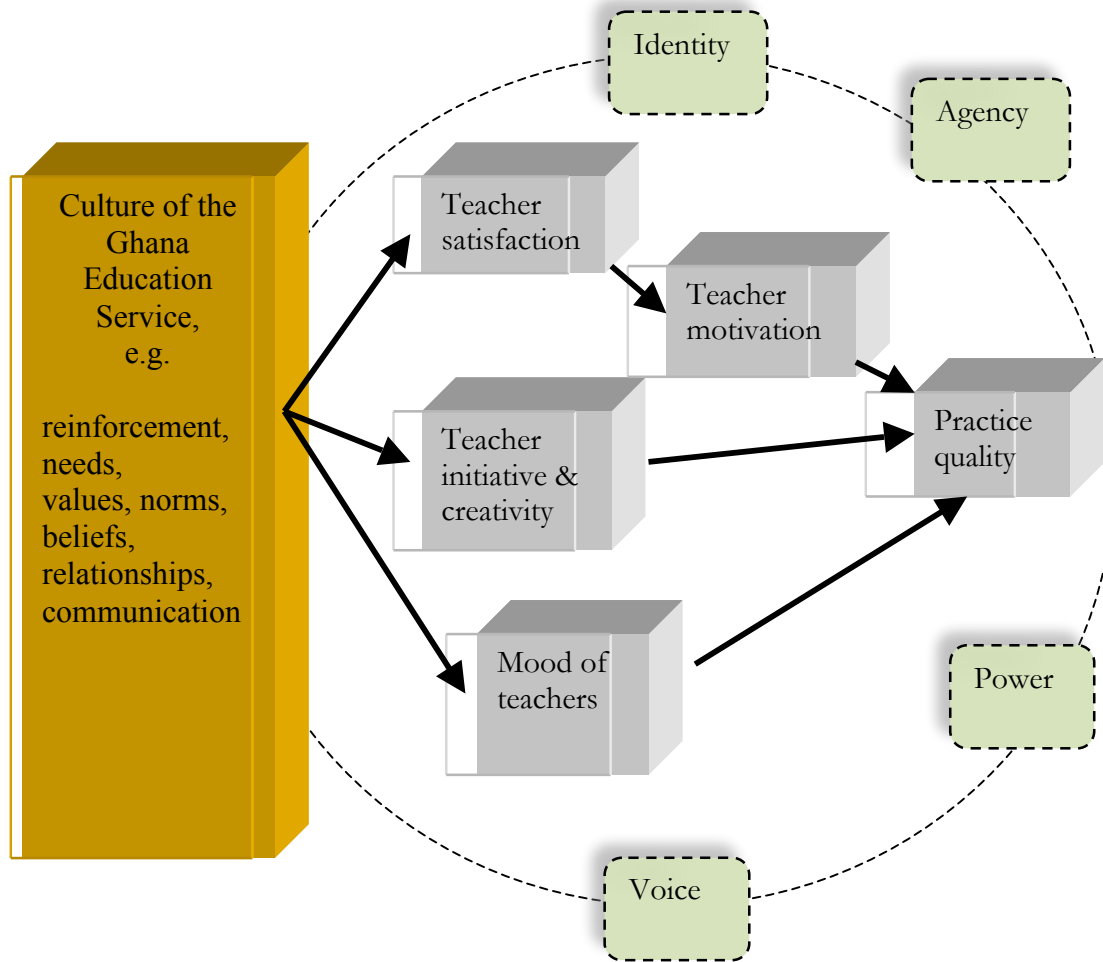 Identity
Agency
Culture of the
Ghana
Education
Service,
e.g.
reinforcement,
needs,
values, norms,
beliefs,
relationships,
communication
Teacher
satisfaction
Teacher
motivation
Teacher
initiative &
creativity
Practice
quality
Mood of
teachers
Power
Voice